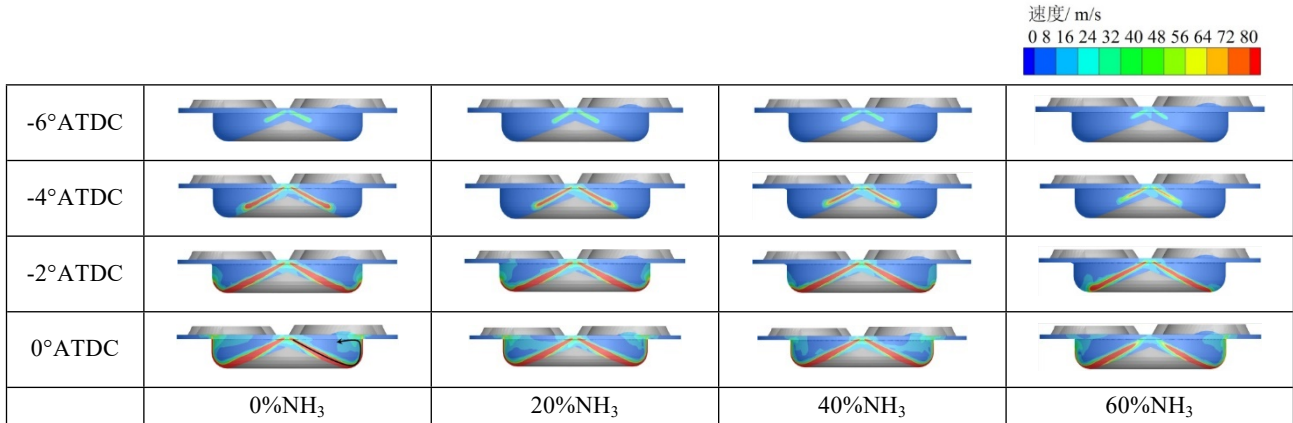 速度/ m/s
0 8 16 24 32 40 48 56 64 72 80
-6°ATDC
-4°ATDC
-2°ATDC
0°ATDC
0%NH₃ 20%NH₃ 40%NH₃ 60%NH₃